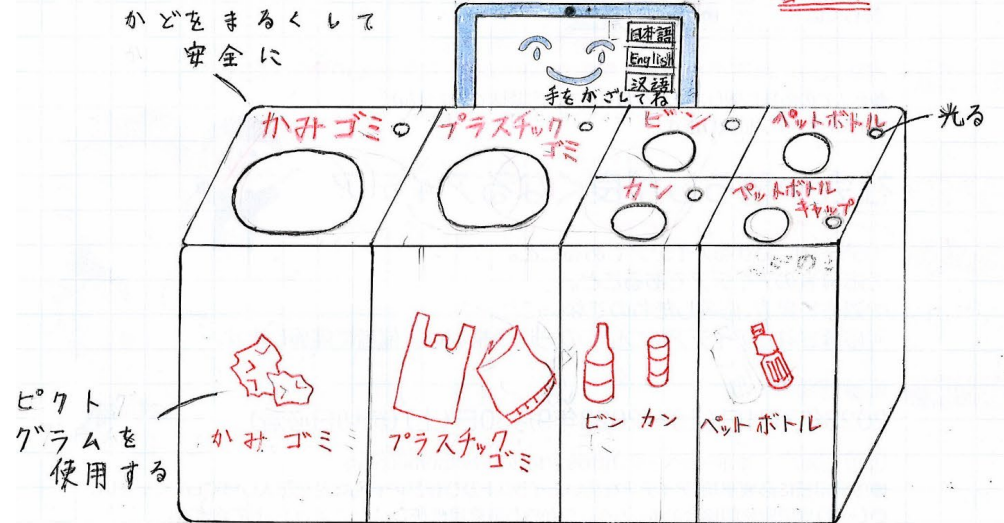 かどをまるくして
安全に
日本語
English
汉语
手をかざしてね
かみゴミ
プラスチック
ゴミ
ビン
ペットボトル
光る
カン
ペットボトル
キャップ
ピクト
グラムを
使用する
かみゴミ
プラスチック
ゴミ
ビン
カン
ペットボトル